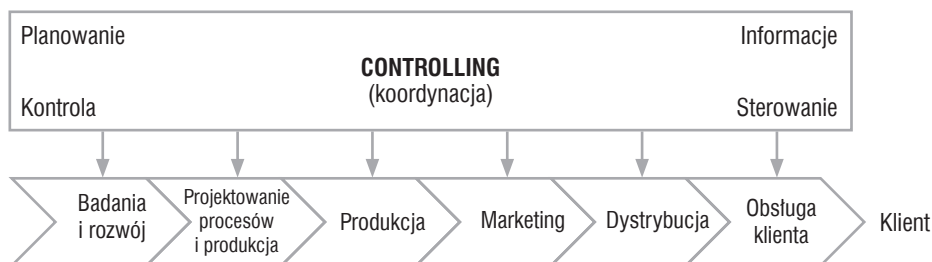 Planowanie
Informacje
CONTROLLING
(koordynacja)
Kontrola
Sterowanie
Badania
i rozwój
Projektowanie
procesów
i produkcja
Produkcja
Marketing
Dystrybucja
Obsługa
klienta
Klient